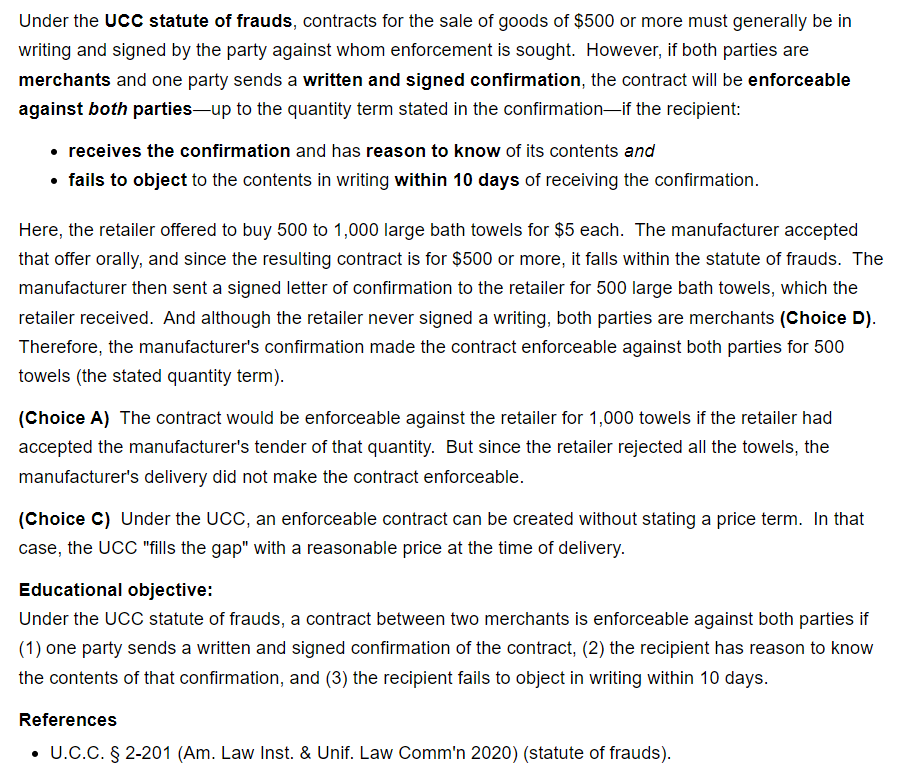 Under the UCC statute of frauds, contracts for the sale of goods of $500 or more must generally be in
writing and signed by the party against whom enforcement is sought.  However, if both parties are
merchants and one party sends a written and signed confirmation, the contract will be enforceable
against both parties—up to the quantity term stated in the confirmation—if the recipient:
• receives the confirmation and has reason to know of its contents and
• fails to object to the contents in writing within 10 days of receiving the confirmation.
Here, the retailer offered to buy 500 to 1,000 large bath towels for $5 each.  The manufacturer accepted
that offer orally, and since the resulting contract is for $500 or more, it falls within the statute of frauds.  The
manufacturer then sent a signed letter of confirmation to the retailer for 500 large bath towels, which the
retailer received.  And although the retailer never signed a writing, both parties are merchants (Choice D).
Therefore, the manufacturer's confirmation made the contract enforceable against both parties for 500
towels (the stated quantity term).
(Choice A)  The contract would be enforceable against the retailer for 1,000 towels if the retailer had
accepted the manufacturer's tender of that quantity.  But since the retailer rejected all the towels, the
manufacturer's delivery did not make the contract enforceable.
(Choice C)  Under the UCC, an enforceable contract can be created without stating a price term.  In that
case, the UCC "fills the gap" with a reasonable price at the time of delivery.
Educational objective:
Under the UCC statute of frauds, a contract between two merchants is enforceable against both parties if
(1) one party sends a written and signed confirmation of the contract, (2) the recipient has reason to know
the contents of that confirmation, and (3) the recipient fails to object in writing within 10 days.
References
• U.C.C. § 2-201 (Am. Law Inst. & Unif. Law Comm'n 2020) (statute of frauds).